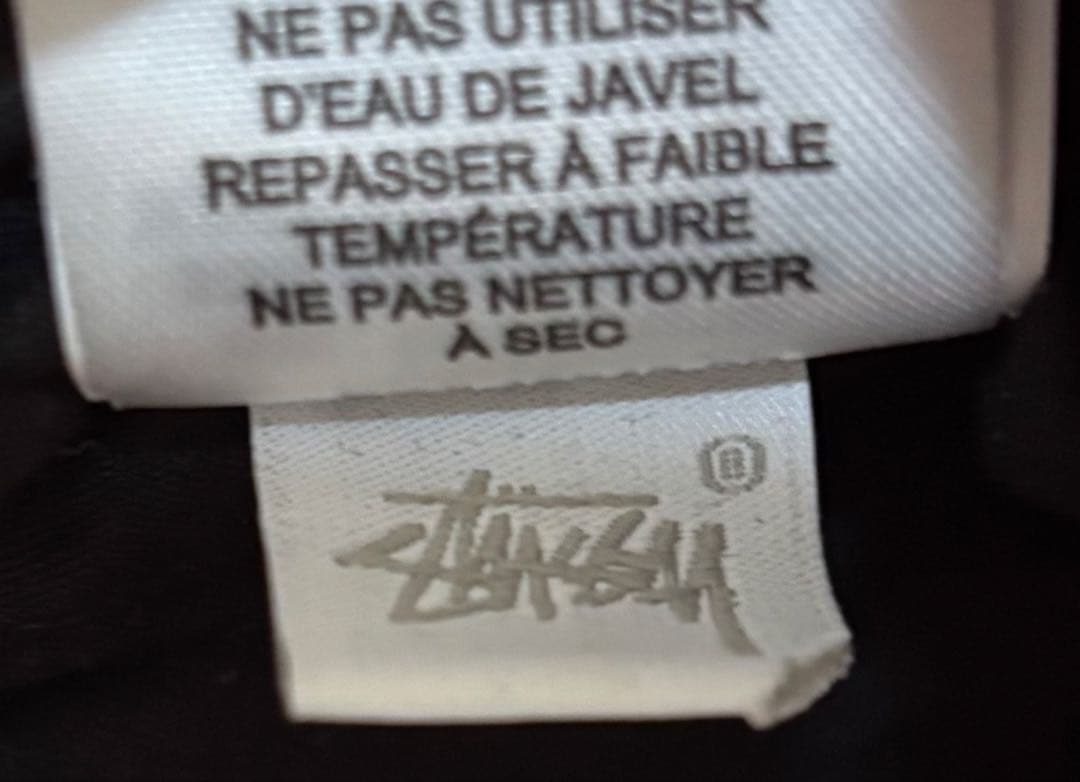 NE PAS UTILISER
D'EAU DE JAVEL
REPASSER À FAIBLE
TEMPÉRATURE
NE PAS NETTOYER
À SEC
®
Stüssy